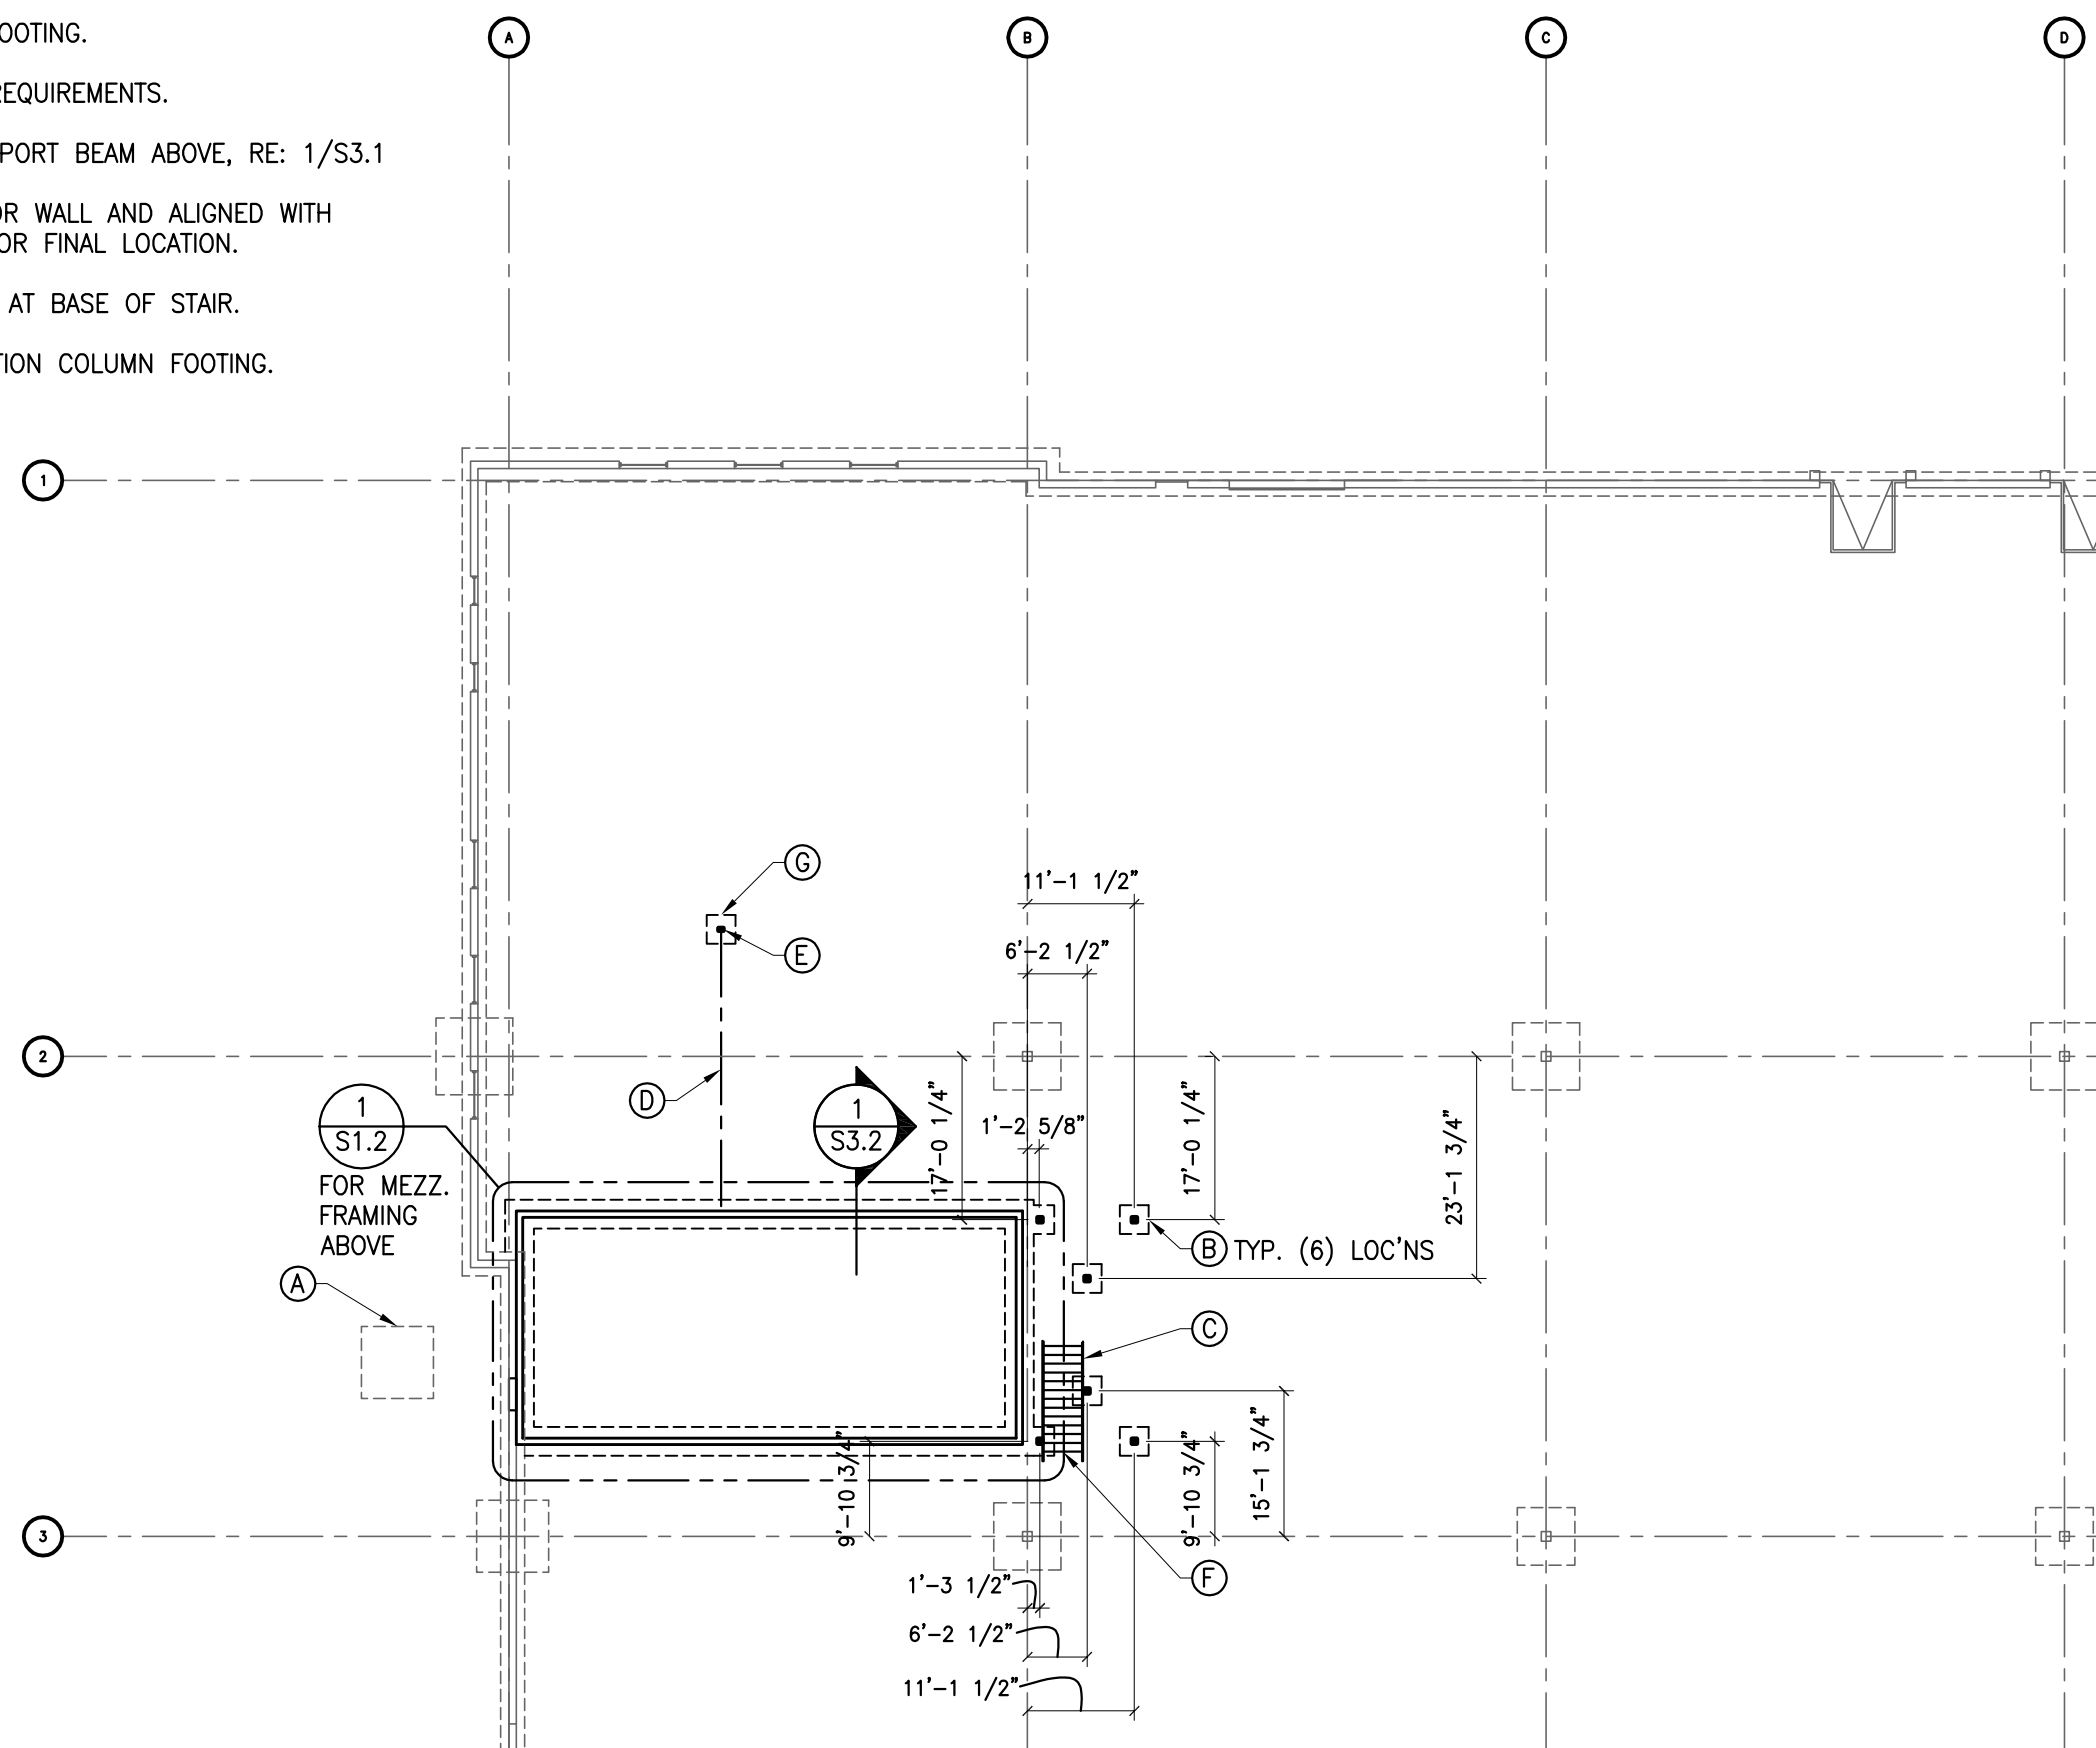 OOTING.
REQUIREMENTS.
PORT BEAM ABOVE, RE: 1/S3.1
OR WALL AND ALIGNED WITH
OR FINAL LOCATION.
AT BASE OF STAIR.
TION COLUMN FOOTING.
A
B
C
D
1
G
11'-1 1/2"
E
6'-2 1/2"
2
D
1
S1.2
FOR MEZZ.
FRAMING
ABOVE
1
S3.2
17'-0 1/4"
1'-2 5/8"
17'-0 1/4"
23'-1 3/4"
B TYP. (6) LOC'NS
A
C
9'-10 3/4"
9'-10 3/4"
15'-1 3/4"
3
F
1'-3 1/2"
6'-2 1/2"
11'-1 1/2"